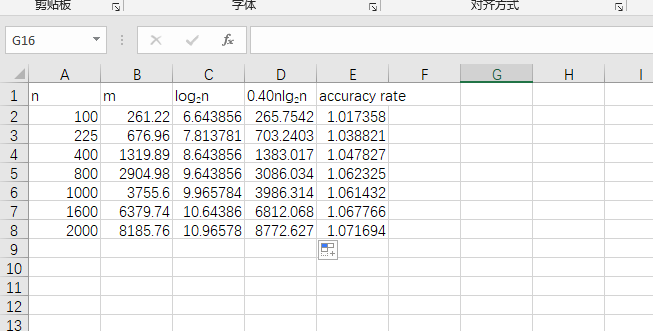 剪贴板 字体 对齐方式
G16 fx
A B C D E F G H I
1 n m log₂n 0.40nlg₂n accuracy rate
2 100 261.22 6.643856 265.7542 1.017358
3 225 676.96 7.813781 703.2403 1.038821
4 400 1319.89 8.643856 1383.017 1.047827
5 800 2904.98 9.643856 3086.034 1.062325
6 1000 3755.6 9.965784 3986.314 1.061432
7 1600 6379.74 10.64386 6812.068 1.067766
8 2000 8185.76 10.96578 8772.627 1.071694
9
10
11
12
13